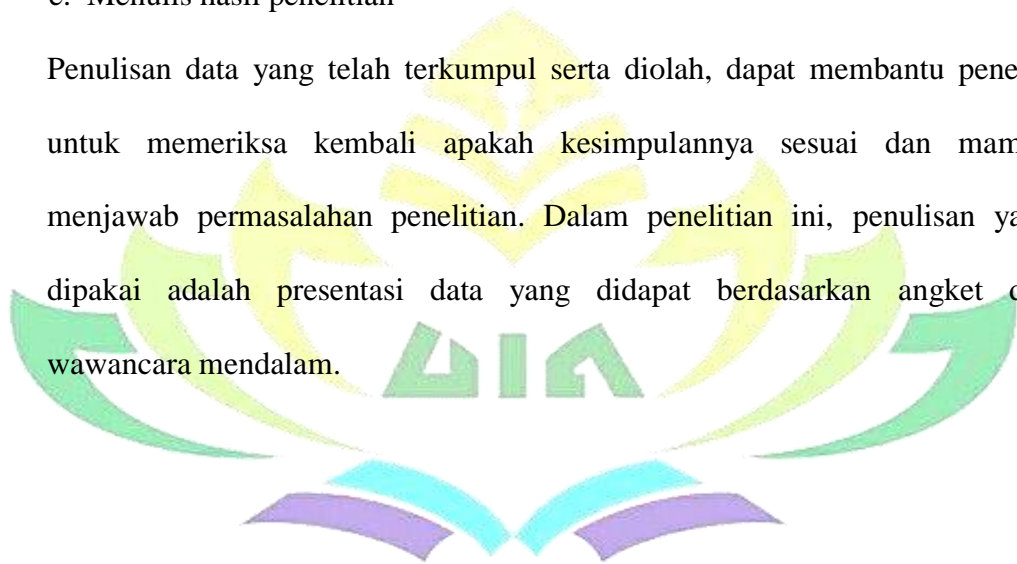 Menulis hasil penelitian
Penulisan data yang telah terkumpul serta diolah, dapat membantu pene
untuk memeriksa kembali apakah kesimpulannya sesuai dan mam
menjawab permasalahan penelitian. Dalam penelitian ini, penulisan ya
dipakai adalah presentasi data yang didapat berdasarkan angket d
wawancara mendalam.
UIN